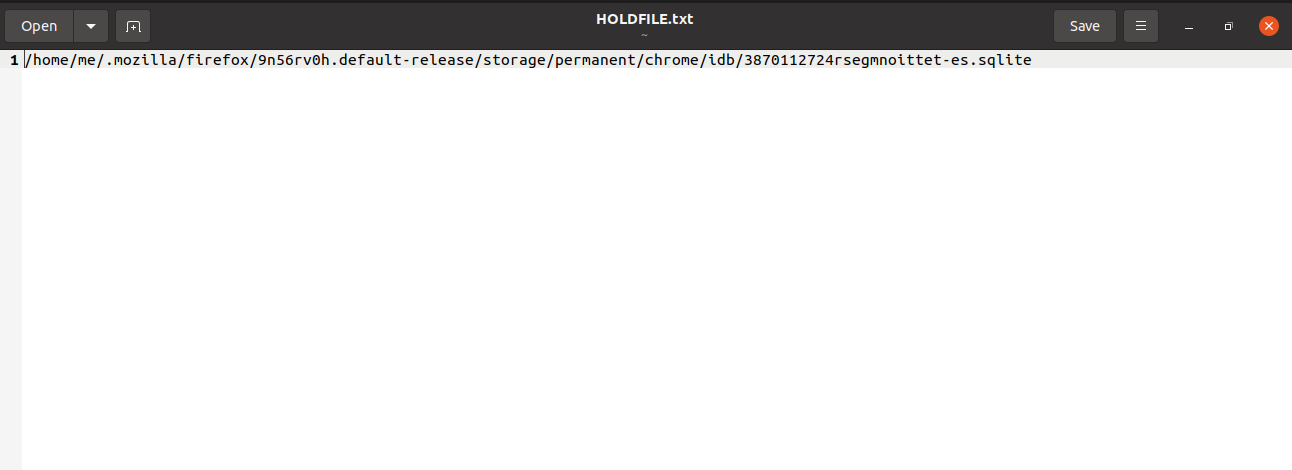 Open
HOLDFILE.txt
~
Save
1 /home/me/.mozilla/firefox/9n56rv0h.default-release/storage/permanent/chrome/idb/3870112724rsegmnoittet-es.sqlite